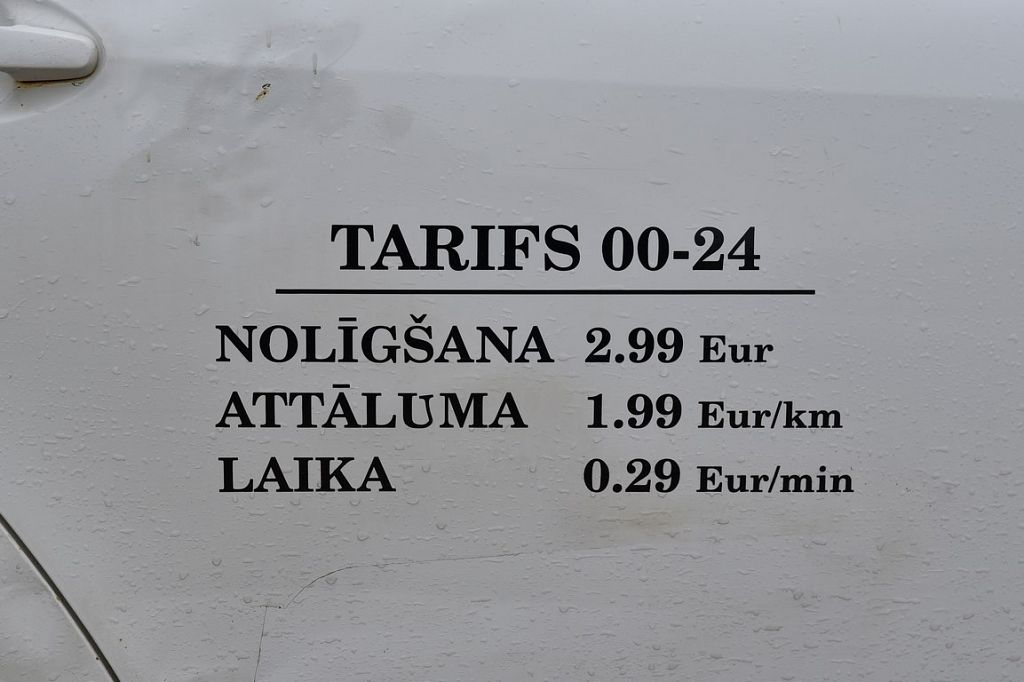 TARIFS 00-24
NOLĪGŠANA 2.99 Eur
ATTĀLUMA 1.99 Eur/km
LAIKA 0.29 Eur/min